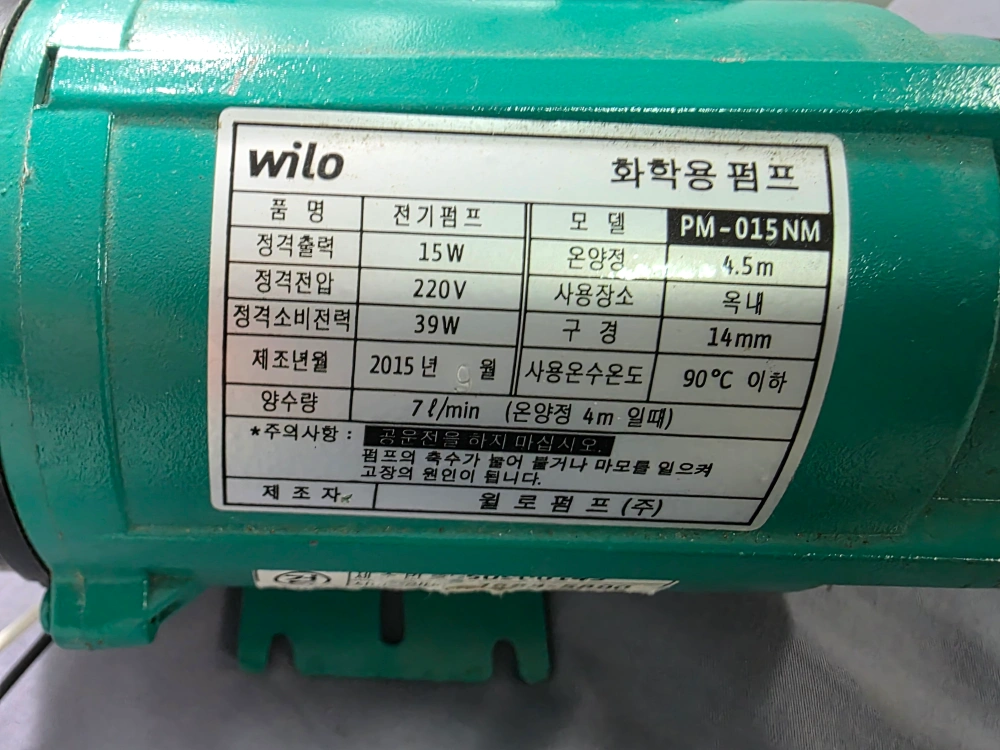 wilo 화학용 펌프
품 명 전기펌프 모 델 PM-015NM
정격출력 15W 온양정 4.5m
정격전압 220V 사용장소 옥내
정격소비전력 39W 구 경 14mm
제조년월 2015년 월 사용온수온도 90°C 이하
양수량 7ℓ/min (온양정 4m 일때)
*주의사항 : 공운전을 하지 마십시오.
펌프의 축수가 눌어 붙거나 마모를 일으켜
고장의 원인이 됩니다.
제 조 자 윌 로 펌 프 (주)